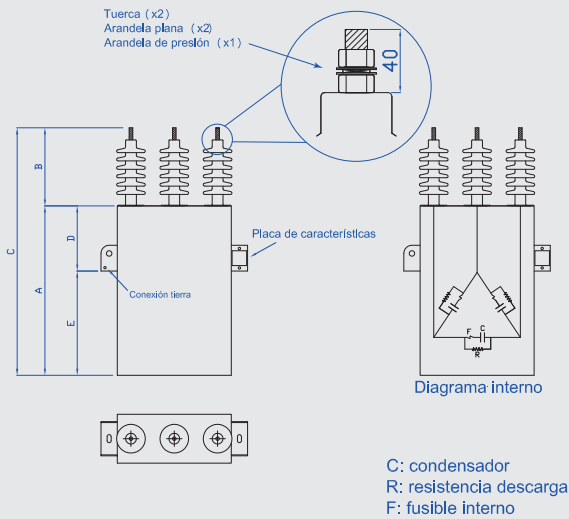 Tuerca (x2)
Arandela plana (x2)
Arandela de presión (x1)
40
B
C
D
A
E
Placa de características
Conexión tierra
F
C
R
Diagrama interno
C: condensador
R: resistencia descarga
F: fusible interno